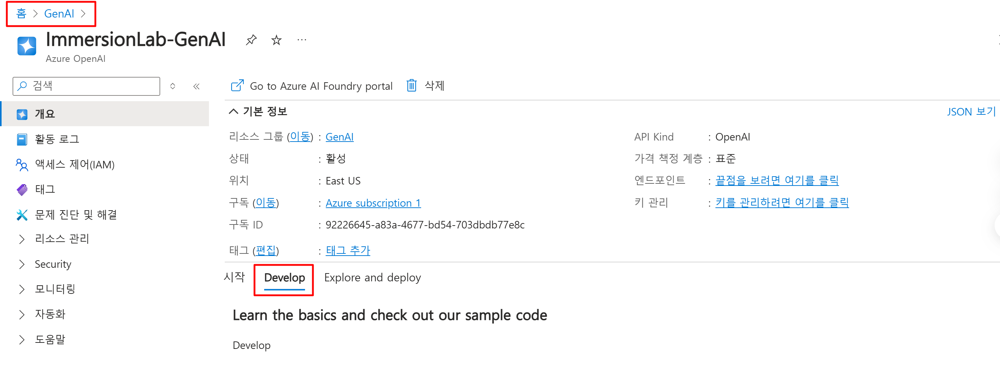 홈 > GenAI >
ImmersionLab-GenAI
Azure OpenAI
검색
Go to Azure AI Foundry portal 삭제
개요
활동 로그
액세스 제어(IAM)
태그
문제 진단 및 해결
리소스 관리
Security
모니터링
자동화
도움말
기본 정보
JSON 보기
리소스 그룹 (이동) : GenAI
상태 : 활성
위치 : East US
구독 (이동) : Azure subscription 1
구독 ID : 92226645-a83a-4677-bd54-703dbdb77e8c
태그 (편집) : 태그 추가
API Kind : OpenAI
가격 책정 계층 : 표준
엔드포인트 : 끝점을 보려면 여기를 클릭
키 관리 : 키를 관리하려면 여기를 클릭
시작 Develop Explore and deploy
Learn the basics and check out our sample code
Develop